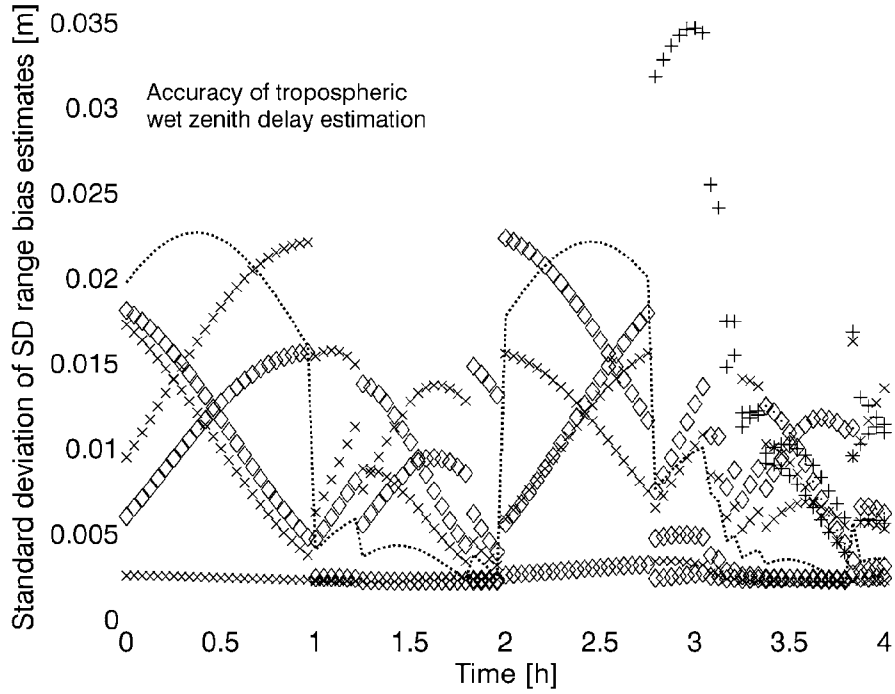 Standard deviation of SD range bias estimates [m]
0.035
0.03
0.025
0.02
0.015
0.01
0.005
0
Accuracy of tropospheric
wet zenith delay estimation
0 0.5 1 1.5 2 2.5 3 3.5 4
Time [h]